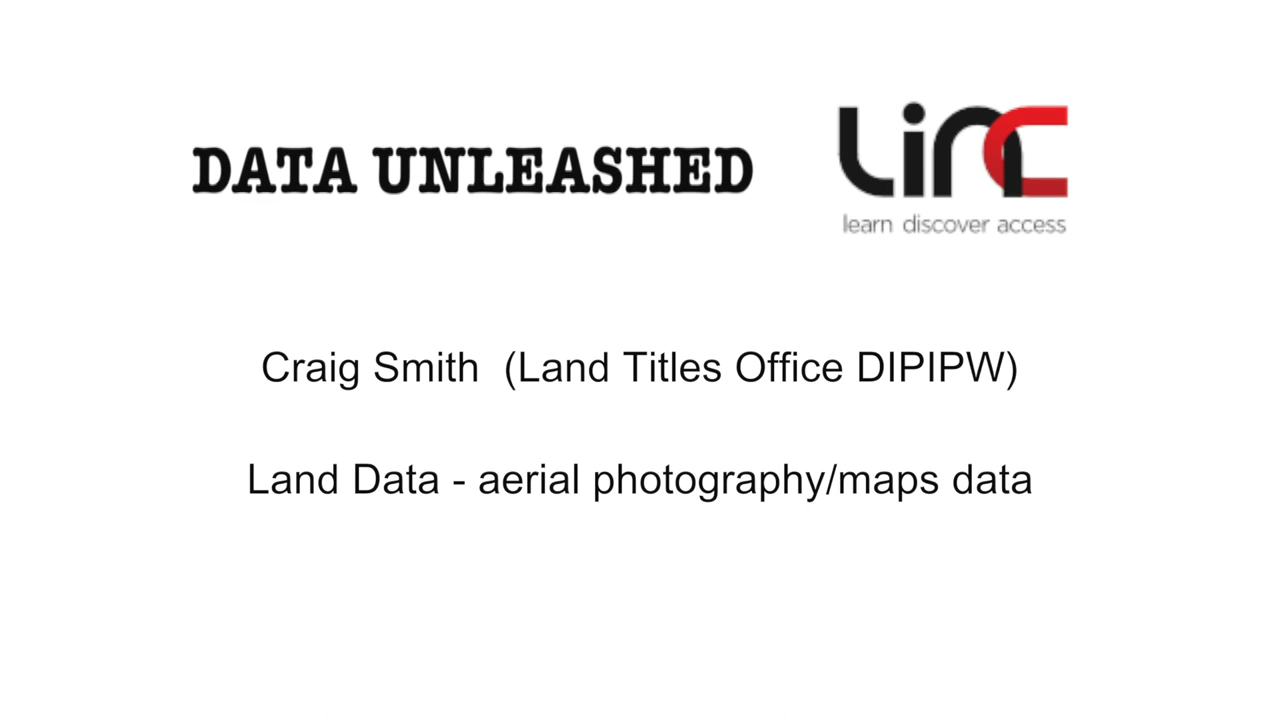 DATA UNLEASHED
Linc
learn discover access
Craig Smith (Land Titles Office DIPIPW)
Land Data - aerial photography/maps data